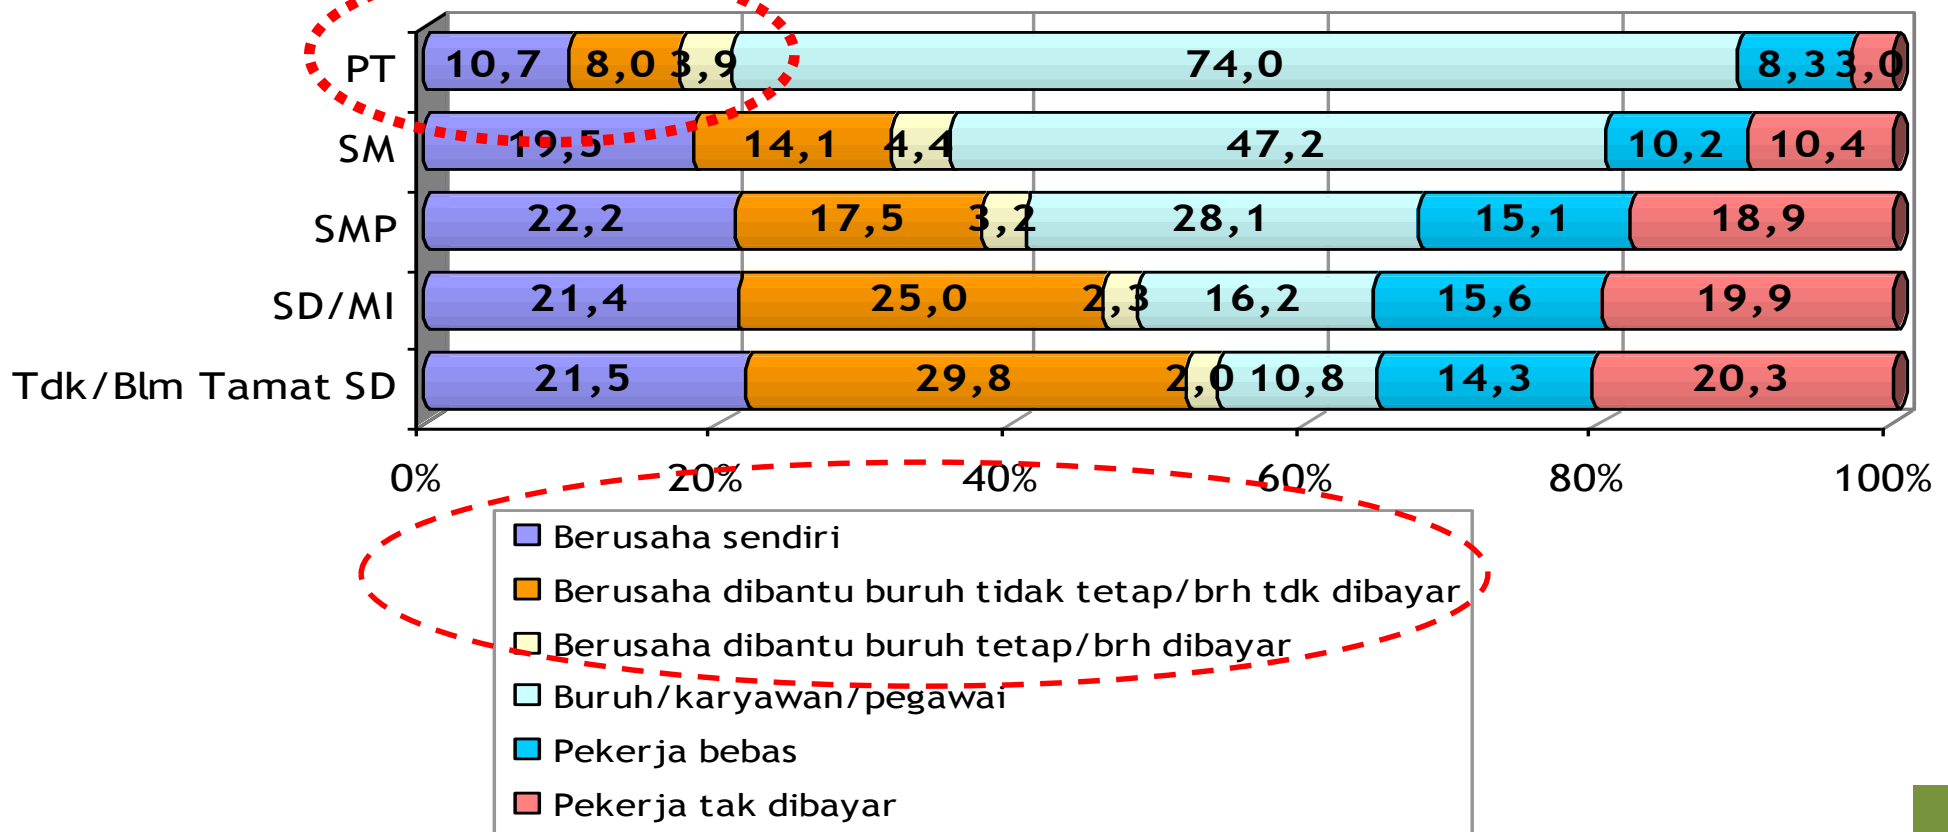 PT 10,7 8,0 3,9 74,0 8,3 3,0
SM 19,5 14,1 4,4 47,2 10,2 10,4
SMP 22,2 17,5 3,2 28,1 15,1 18,9
SD/MI 21,4 25,0 2,3 16,2 15,6 19,9
Tdk/Blm Tamat SD 21,5 29,8 2,0 10,8 14,3 20,3
0% 20% 40% 60% 80% 100%
Berusaha sendiri
Berusaha dibantu buruh tidak tetap/brh tdk dibayar
Berusaha dibantu buruh tetap/brh dibayar
Buruh/karyawan/pegawai
Pekerja bebas
Pekerja tak dibayar